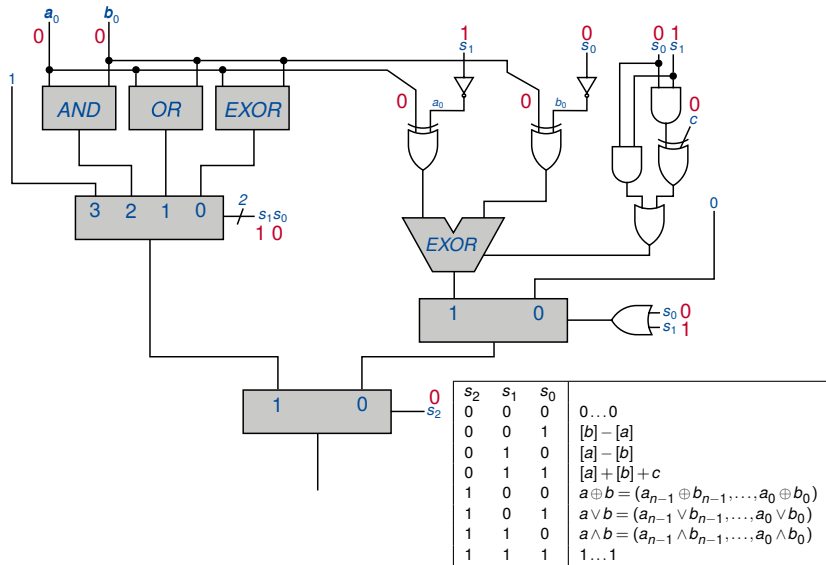 a₀ b₀ 1 0 0 1
0 0 s₁ s₀ s₀ s₁
1 0 a₀ 0 b₀ 0
AND OR EXOR c
3 2 1 0 2 s₁s₀ 0
1 0
EXOR
1 0 s₀ 0
s₁ 1
1 0 0
s₂
s₂ s₁ s₀
0 0 0 0…0
0 0 1 [b]−[a]
0 1 0 [a]−[b]
0 1 1 [a]+[b]+c
1 0 0 a⊕b=(aₙ₋₁⊕bₙ₋₁,…,a₀⊕b₀)
1 0 1 a∨b=(aₙ₋₁∨bₙ₋₁,…,a₀∨b₀)
1 1 0 a∧b=(aₙ₋₁∧bₙ₋₁,…,a₀∧b₀)
1 1 1 1…1